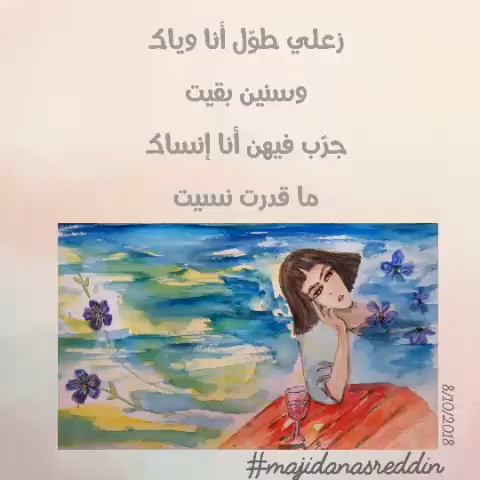 زعلي طوّل أنا وياك
وسنين بقيت
جرّب فيهن أنا إنساك
ما قدرت نسيت
8/10/2018
#majidanasreddin